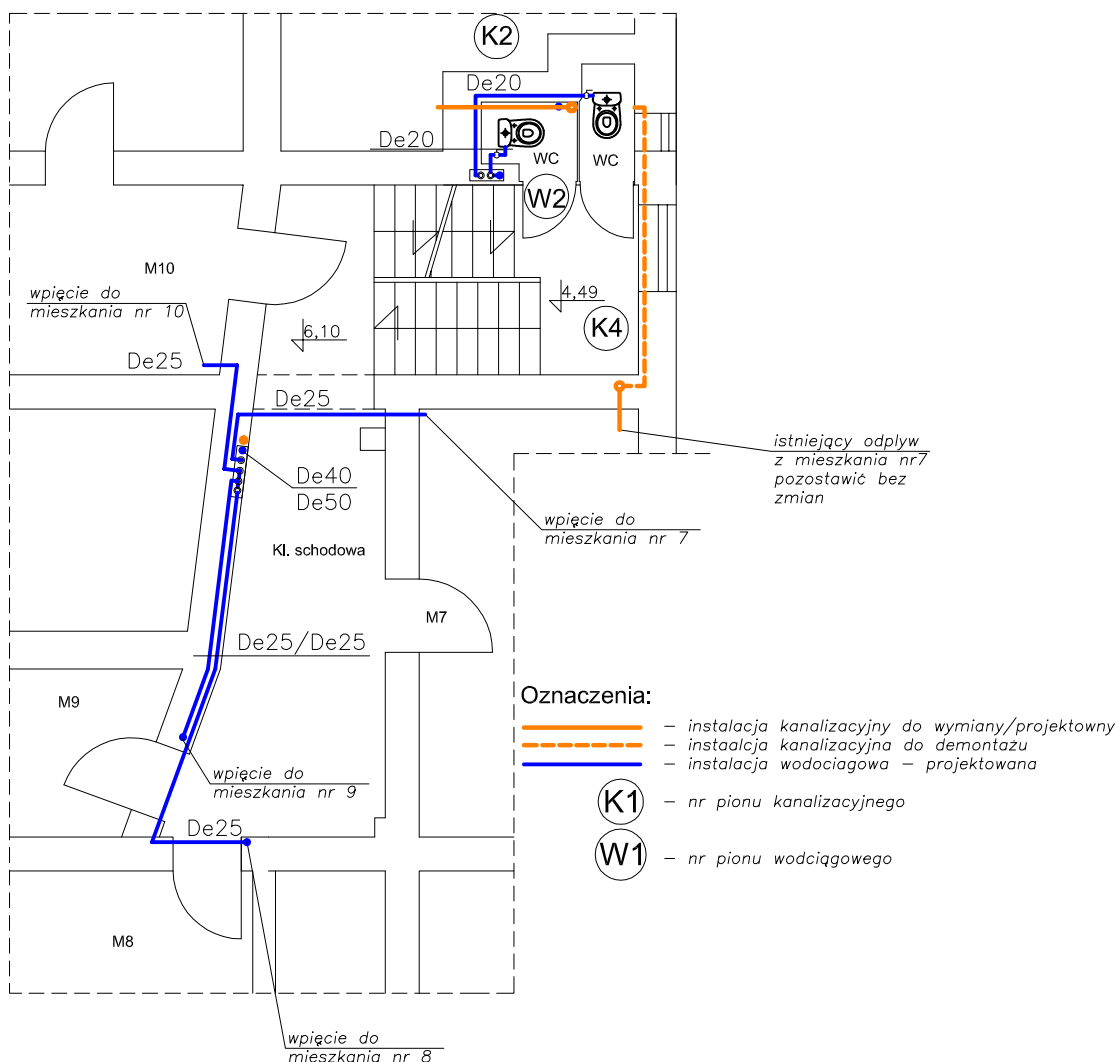 K2
De20
De20
WC
WC
W2
M10
wpięcie do
mieszkania nr 10
4,49
K4
6,10
De25
De25
istniejący odplyw
z mieszkania nr7
pozostawić bez
zmian
De40
De50
wpięcie do
mieszkania nr 7
Kl. schodowa
M7
De25/De25
M9
Oznaczenia:
– instalacja kanalizacyjny do wymiany/projektowny
– instaalcja kanalizacyjna do demontażu
– instalacja wodociągowa – projektowana
wpięcie do
mieszkania nr 9
K1 – nr pionu kanalizacyjnego
De25
W1 – nr pionu wodciągowego
M8
wpięcie do
mieszkania nr 8